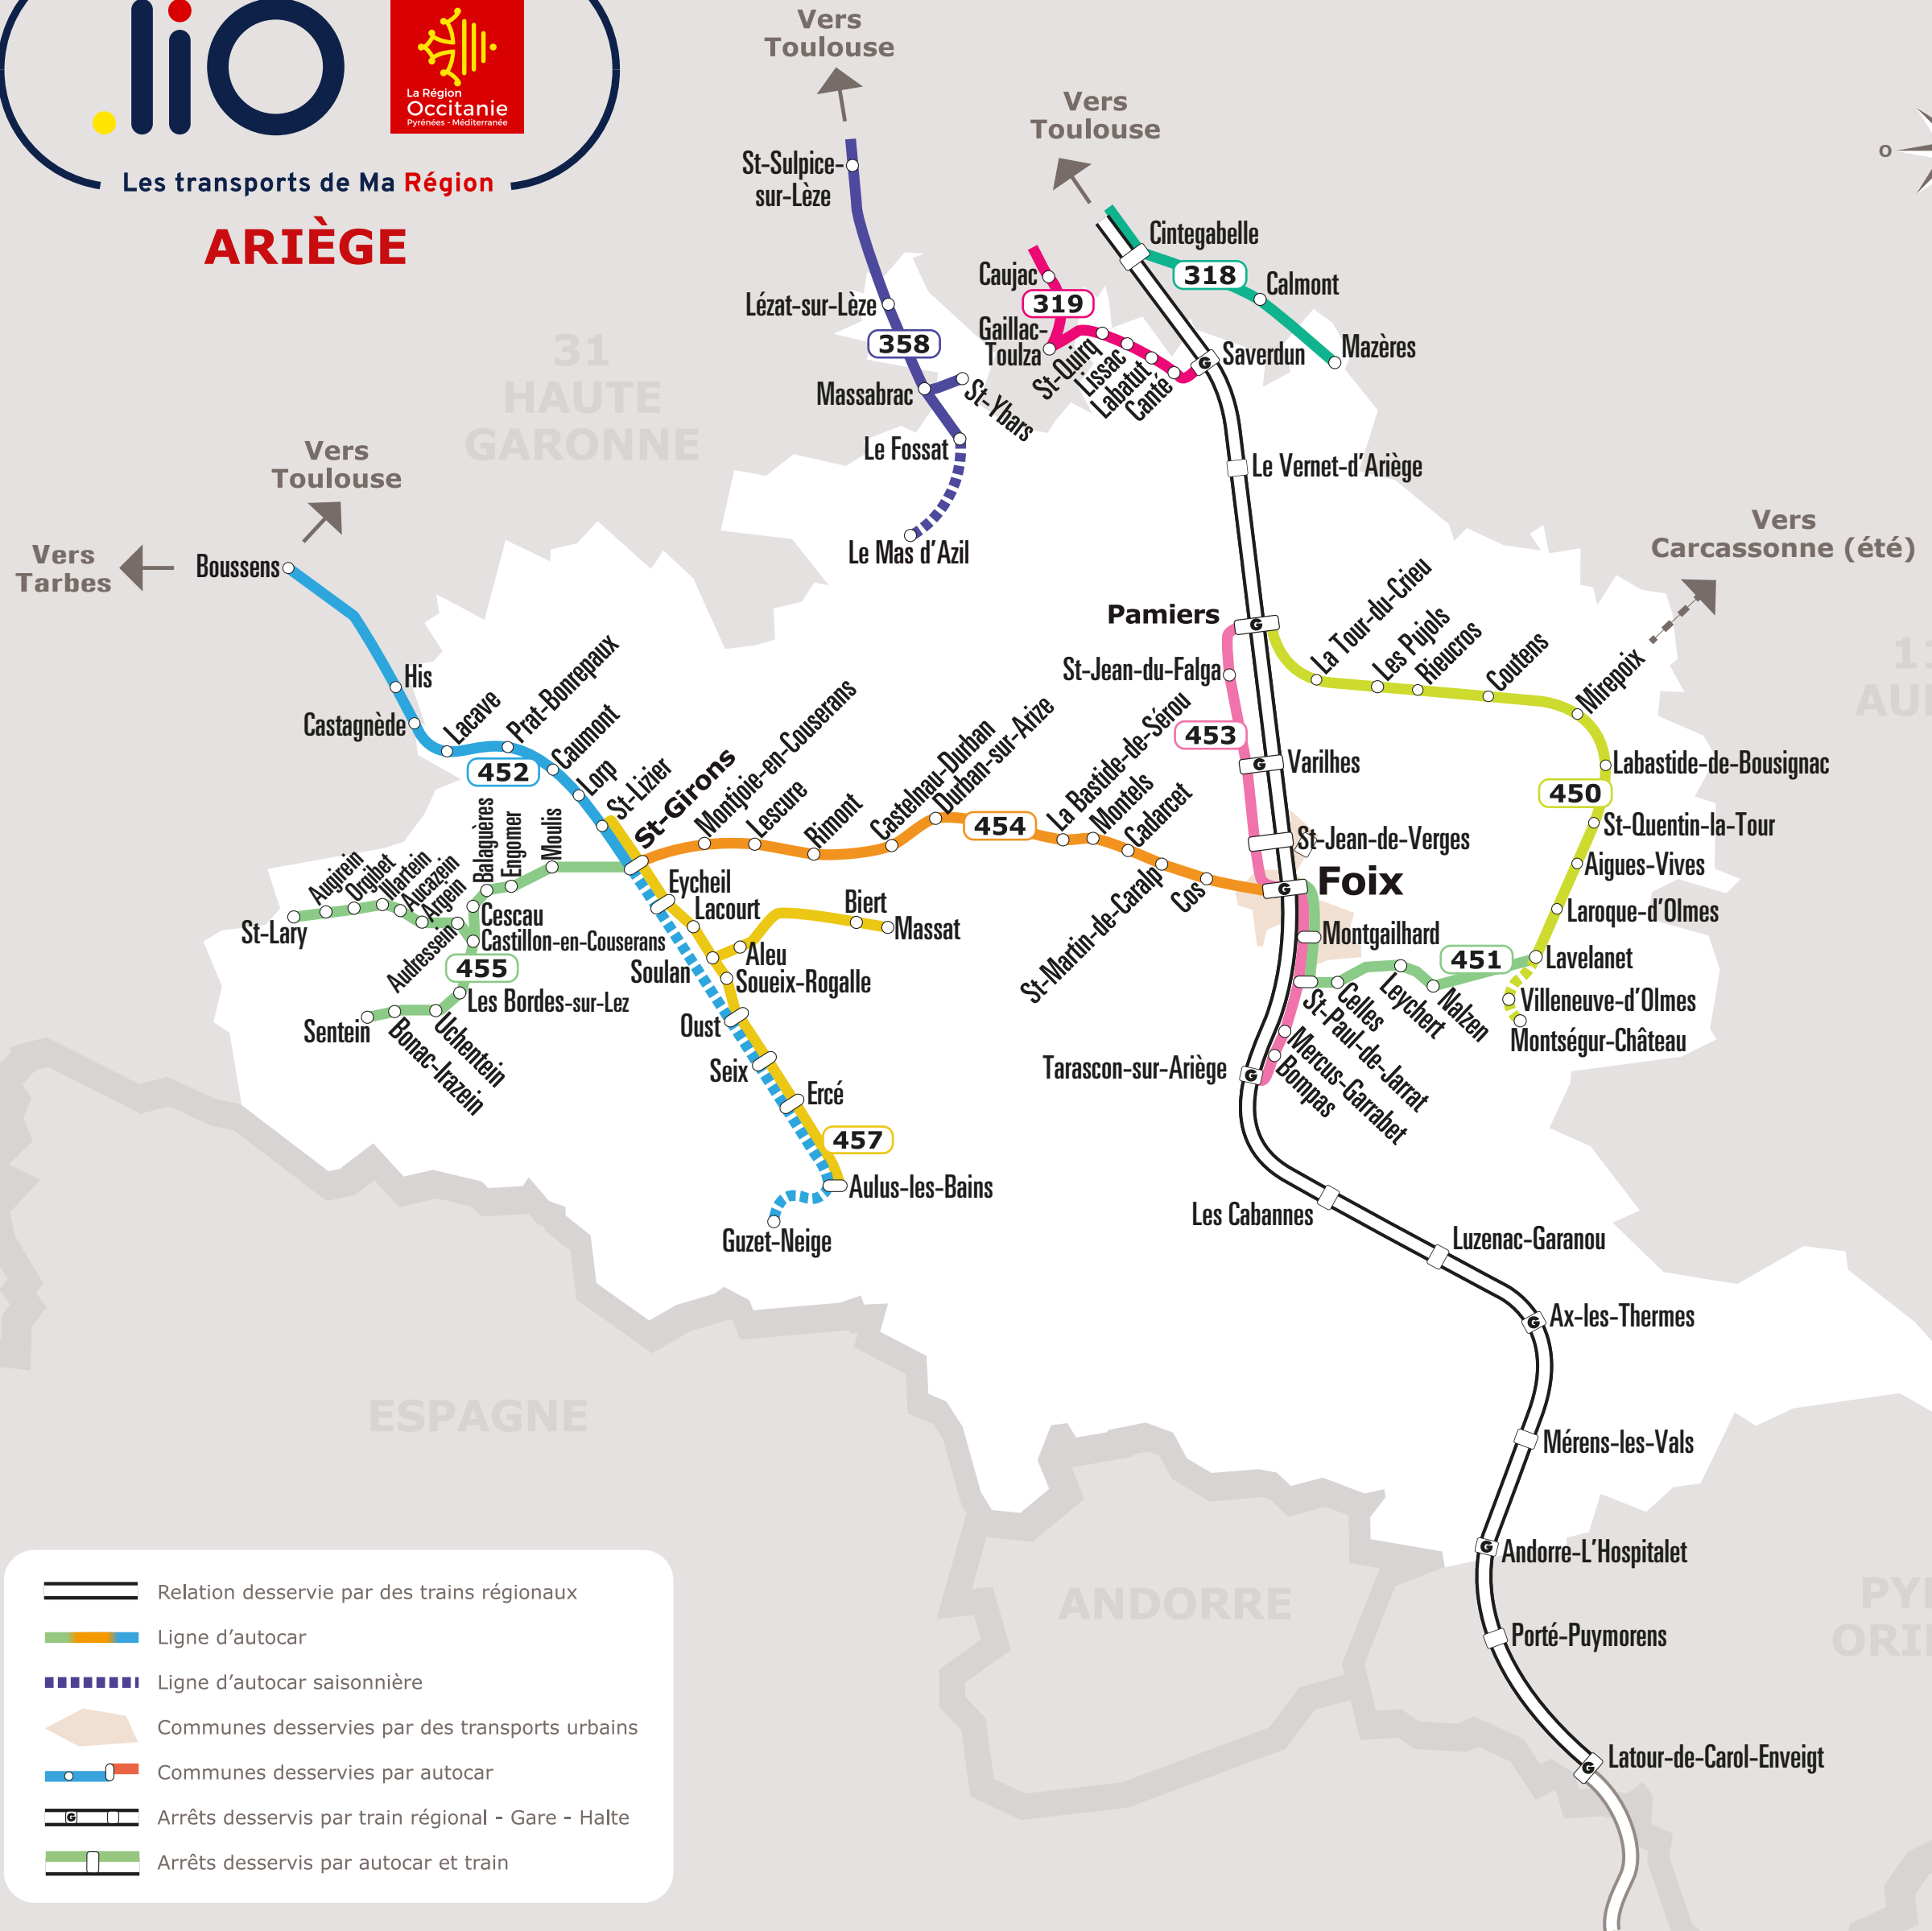 .liO
La Région
Occitanie
Pyrénées - Méditerranée
Les transports de Ma Région
ARIÈGE
Vers
Toulouse
Vers
Toulouse
O
St-Sulpice-
sur-Lèze
Cintegabelle
318
Calmont
Caujac
319
Lézat-sur-Lèze
Gaillac-
Toulza
358
St-Quirq
Lissac
Labatut
Canté
Saverdun
Mazères
31
HAUTE
GARONNE
Massabrac
St-Ybars
Le Fossat
Le Vernet-d'Ariège
Le Mas d'Azil
Vers
Toulouse
Vers
Tarbes
Boussens
Vers
Carcassonne (été)
Pamiers
G
La Tour-du-Crieu
Les Pujols
Rieucros
Coutens
Mirepoix
11
St-Jean-du-Falga
His
Castagnède
Lacave
Prat-Bonrepaux
452
Caumont
Lorp
St-Lizier
St-Girons
Montjoie-en-Couserans
Lescure
Rimont
Castelnau-Durban
Durban-sur-Arize
454
La Bastide-de-Sérou
Montels
Cadarcet
St-Martin-de-Caralp
Cos
453
G
Varilhes
Labastide-de-Bousignac
450
St-Quentin-la-Tour
Aigues-Vives
Laroque-d'Olmes
Lavelanet
Villeneuve-d'Olmes
Montségur-Château
St-Jean-de-Verges
G
Foix
Montgailhard
451
St-Paul-de-Jarrat
Celles
Leychert
Nalzen
Mercus-Garrabet
Bompas
Tarascon-sur-Ariège
G
Moulis
Engomer
Balaguères
Augirein
Orgibet
Illartein
Aucazein
Argein
St-Lary
Audressein
Cescau
Castillon-en-Couserans
455
Les Bordes-sur-Lez
Uchentein
Bonac-Irazein
Sentein
Eycheil
Lacourt
Biert
Massat
Aleu
Soulan
Soueix-Rogalle
Oust
Seix
Ercé
457
Aulus-les-Bains
Guzet-Neige
Les Cabannes
Luzenac-Garanou
G
Ax-les-Thermes
Mérens-les-Vals
G
Andorre-L'Hospitalet
Porté-Puymorens
G
Latour-de-Carol-Enveigt
ESPAGNE
ANDORRE
Relation desservie par des trains régionaux
Ligne d'autocar
Ligne d'autocar saisonnière
Communes desservies par des transports urbains
Communes desservies par autocar
G
Arrêts desservis par train régional - Gare - Halte
Arrêts desservis par autocar et train